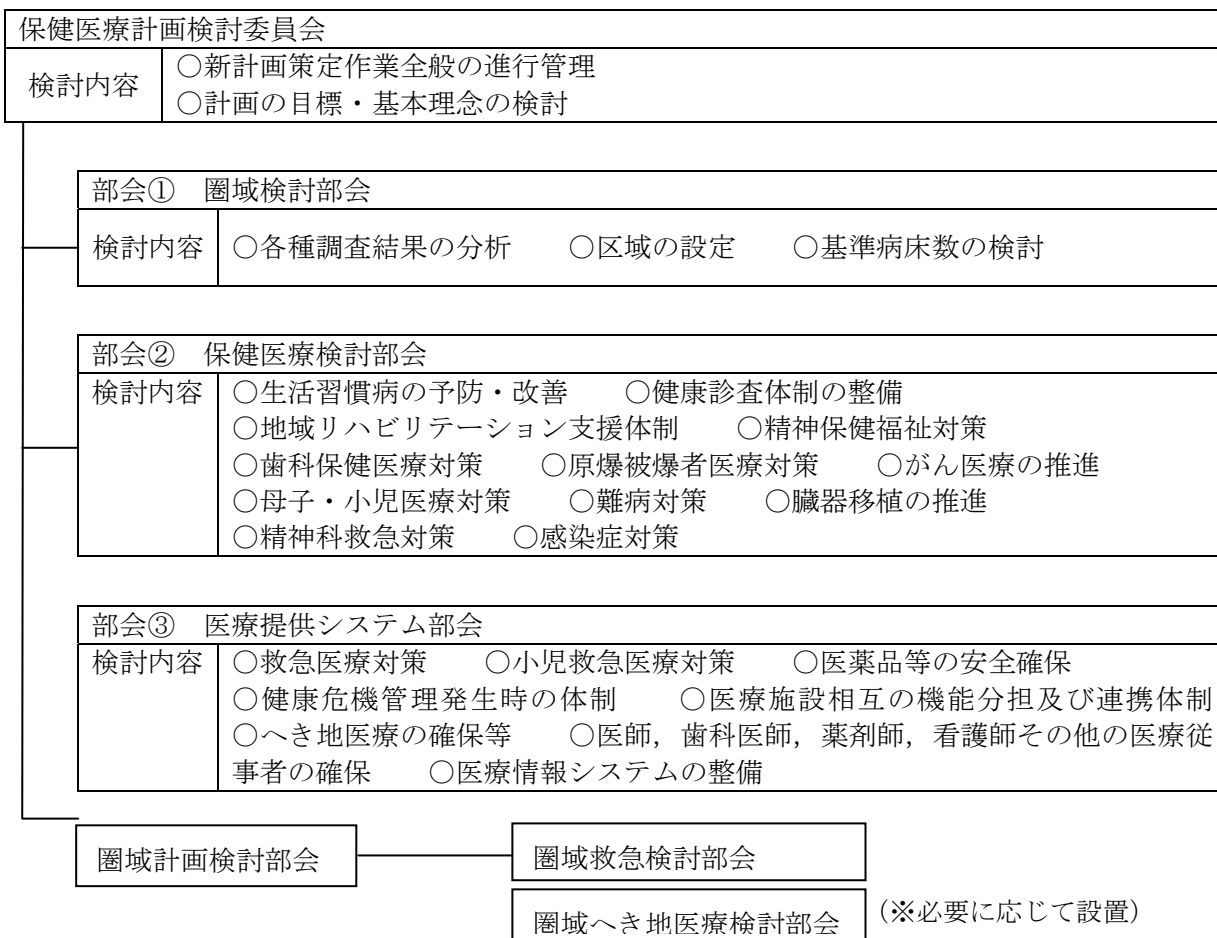 保健医療計画検討委員会
検討内容 ○新計画策定作業全般の進行管理
○計画の目標・基本理念の検討
部会① 圏域検討部会
検討内容 ○各種調査結果の分析 ○区域の設定 ○基準病床数の検討
部会② 保健医療検討部会
検討内容 ○生活習慣病の予防・改善 ○健康診査体制の整備
○地域リハビリテーション支援体制 ○精神保健福祉対策
○歯科保健医療対策 ○原爆被爆者医療対策 ○がん医療の推進
○母子・小児医療対策 ○難病対策 ○臓器移植の推進
○精神科救急対策 ○感染症対策
部会③ 医療提供システム部会
検討内容 ○救急医療対策 ○小児救急医療対策 ○医薬品等の安全確保
○健康危機管理発生時の体制 ○医療施設相互の機能分担及び連携体制
○へき地医療の確保等 ○医師，歯科医師，薬剤師，看護師その他の医療従
事者の確保 ○医療情報システムの整備
圏域計画検討部会 圏域救急検討部会
圏域へき地医療検討部会 (※必要に応じて設置)